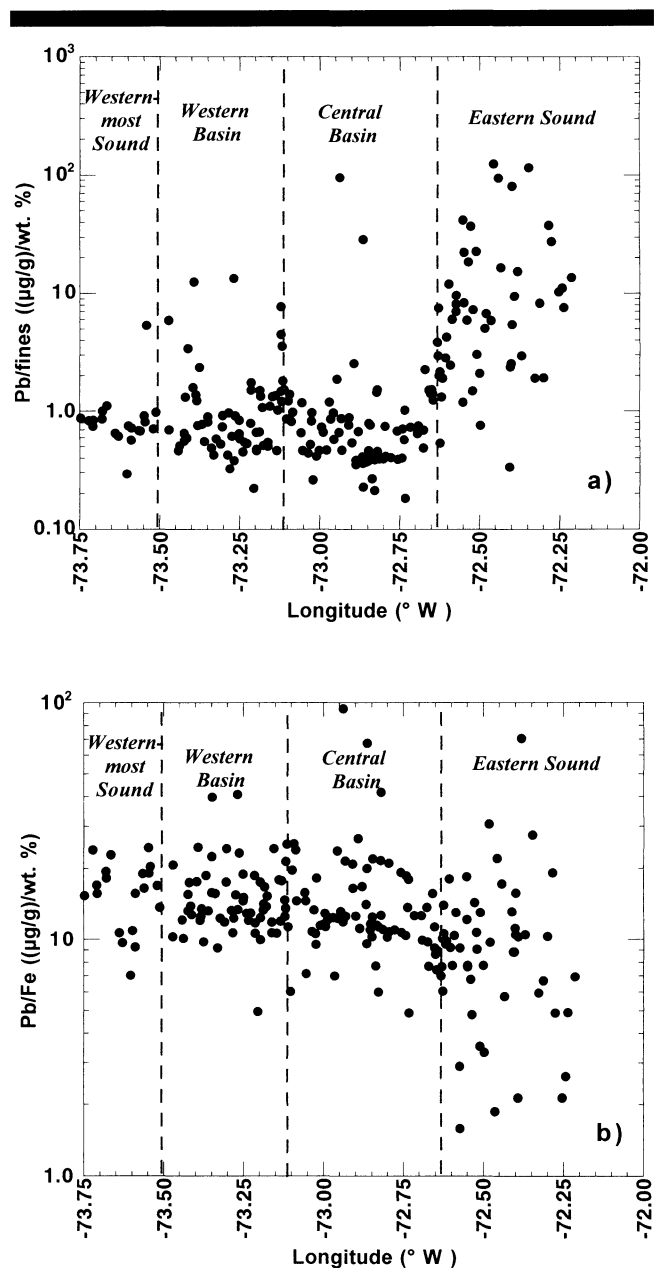 10³
Western-
most
Sound
Western
Basin
Central
Basin
Eastern Sound
10²
10
1.0
0.10
Pb/fines ((µg/g)/wt. %)
a)
-73.75
-73.50
-73.25
-73.00
-72.75
-72.50
-72.25
-72.00
Longitude (° W )
10²
Western-
most
Sound
Western
Basin
Central
Basin
Eastern Sound
10
1.0
Pb/Fe ((µg/g)/wt. %)
b)
-73.75
-73.50
-73.25
-73.00
-72.75
-72.50
-72.25
-72.00
Longitude (° W )